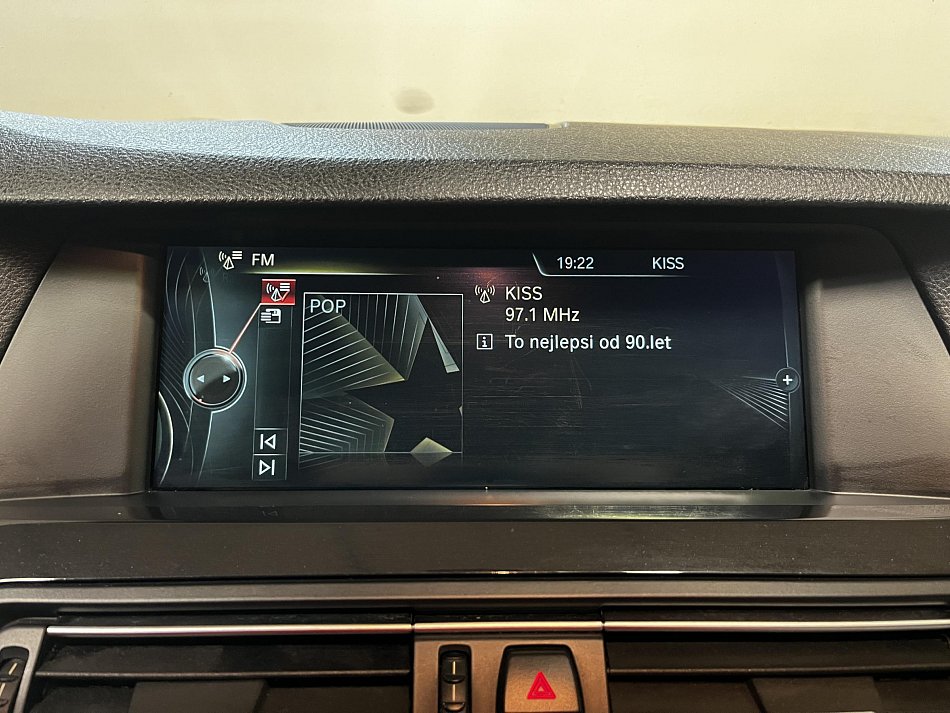 FM
19:22
KISS
POP
KISS
97.1 MHz
To nejlepsi od 90.let